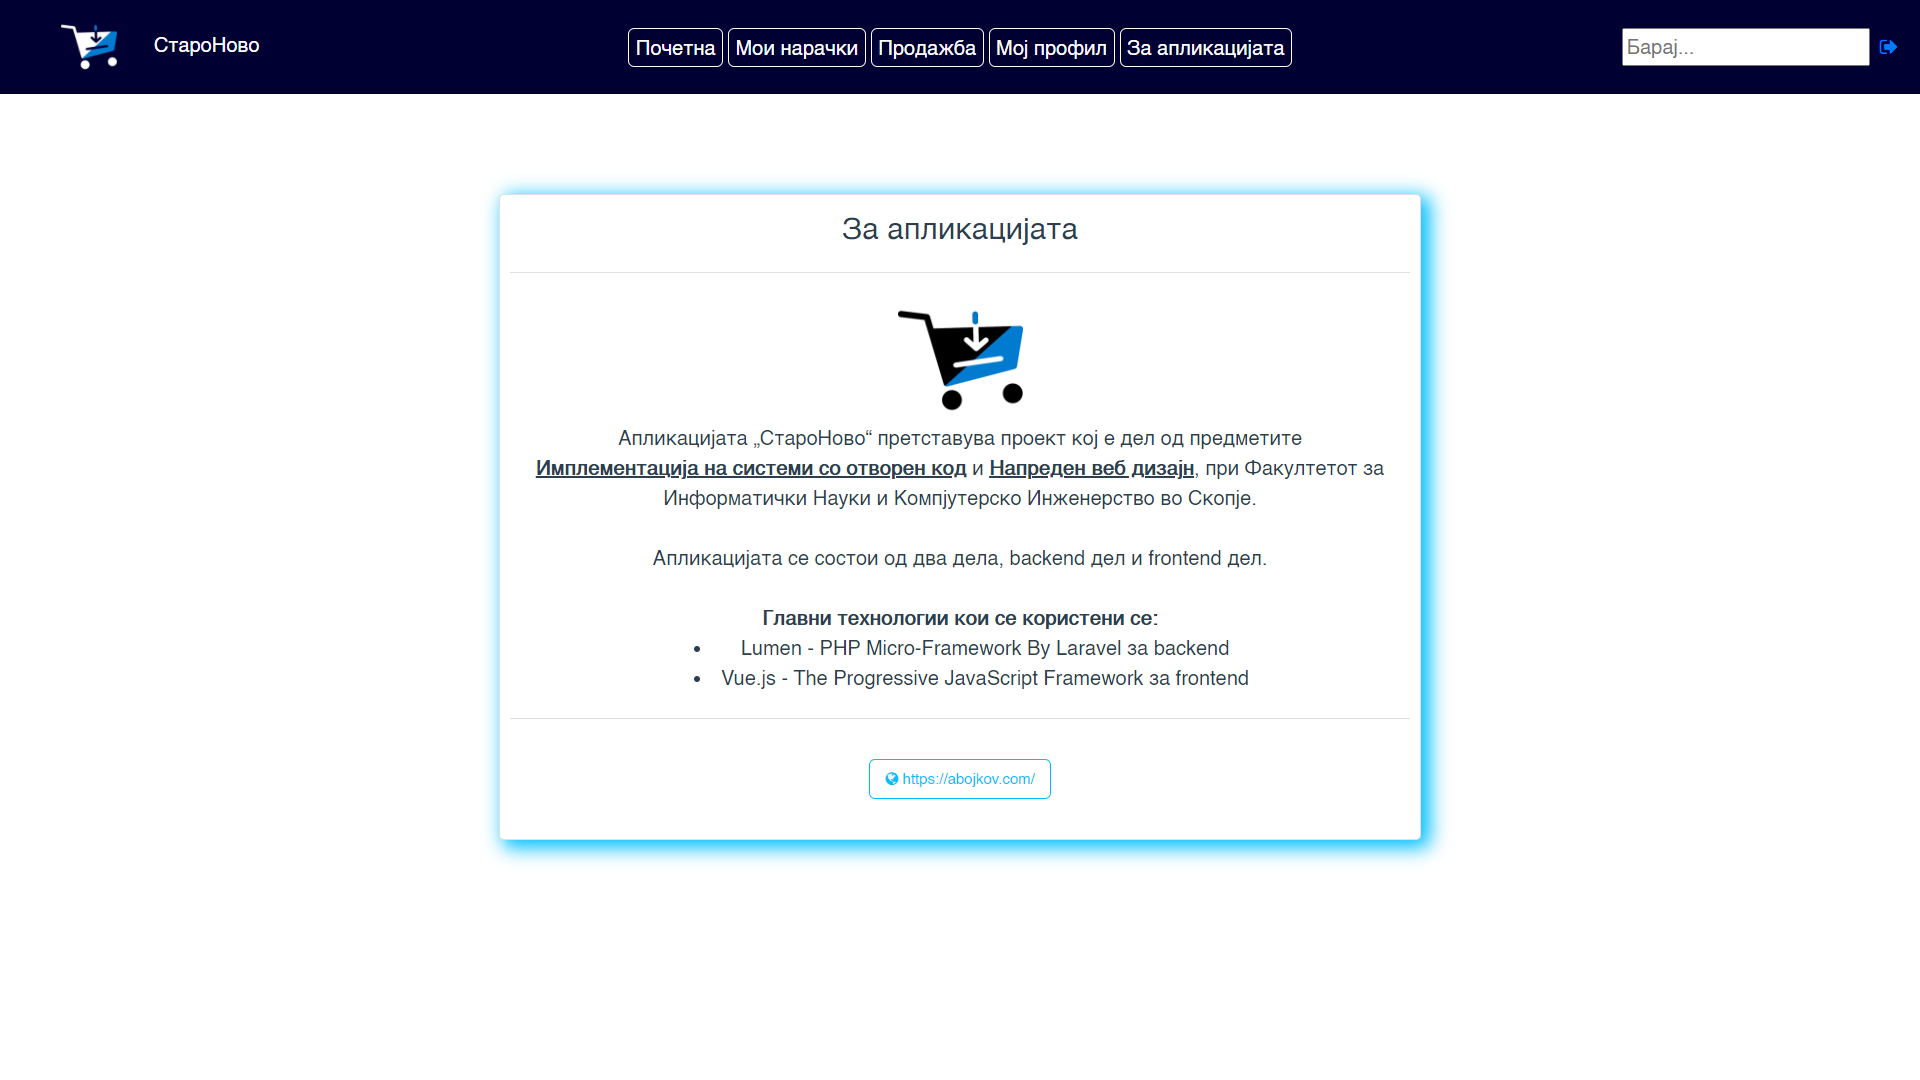 СтароНово
Почетна
Мои нарачки
Продажба
Мој профил
За апликацијата
Барај...
За апликацијата
Апликацијата „СтароНово“ претставува проект кој е дел од предметите
Имплементација на системи со отворен код и Напреден веб дизајн, при Факултетот за
Информатички Науки и Компјутерско Инженерство во Скопје.
Апликацијата се состои од два дела, backend дел и frontend дел.
Главни технологии кои се користени се:
• Lumen - PHP Micro-Framework By Laravel за backend
• Vue.js - The Progressive JavaScript Framework за frontend
https://abojkov.com/